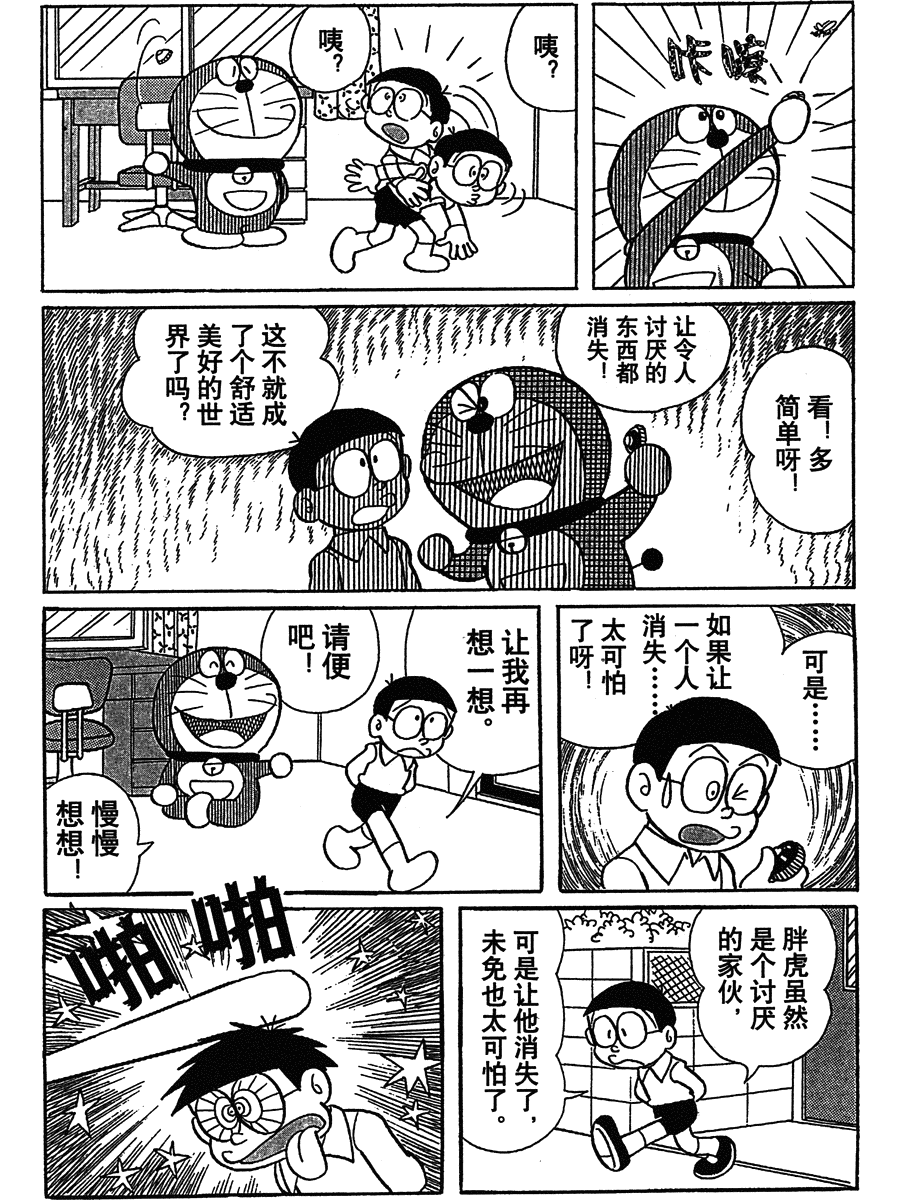 咔嚓
咦？
咦？
看！多
简单呀！
让令人
讨厌的
东西都
消失！
这不就成
了个舒适
美好的世
界了吗？
可是……
如果让
一个人
消失……
太可怕
了呀！
让我再
想一想。
请便
吧！
慢慢
想想！
胖虎虽然
是个讨厌
的家伙，
可是让他消失了，
未免也太可怕了。
啪啪